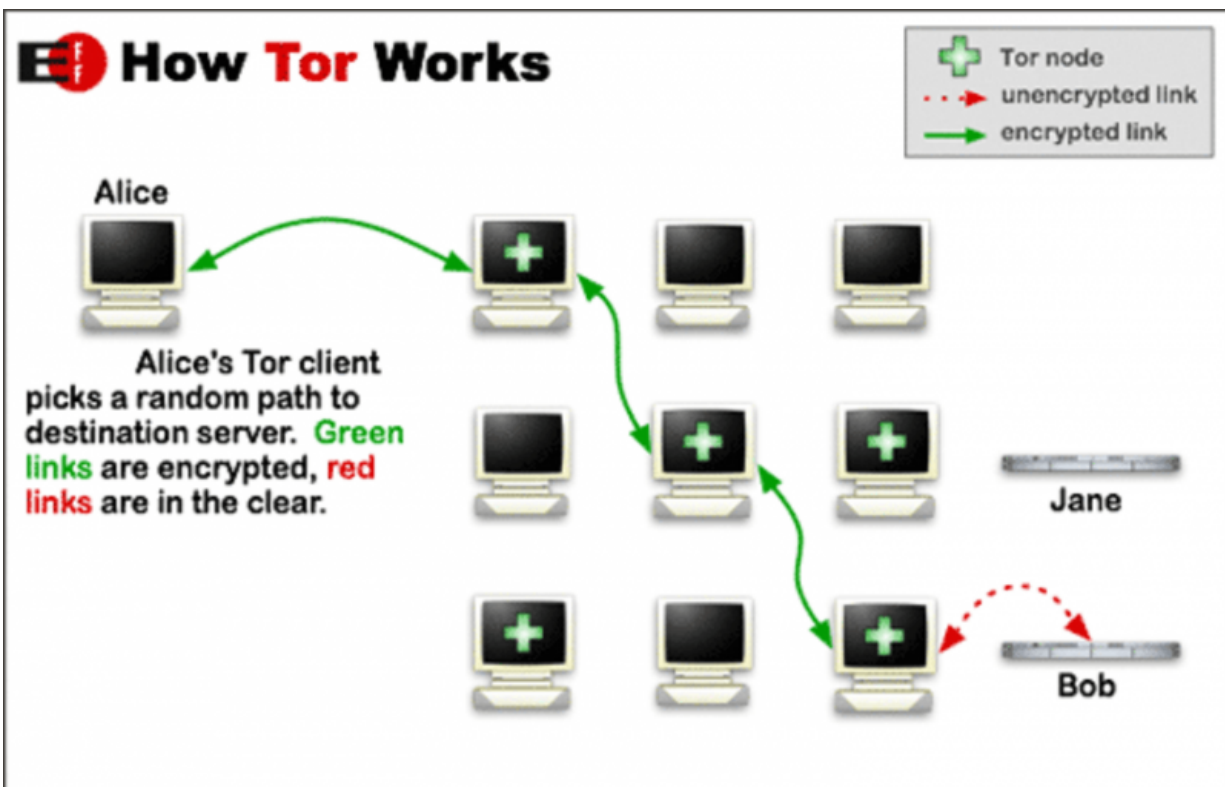 EFF How Tor Works
Tor node
unencrypted link
encrypted link
Alice
Alice's Tor client
picks a random path to
destination server. Green
links are encrypted, red
links are in the clear.
Jane
Bob